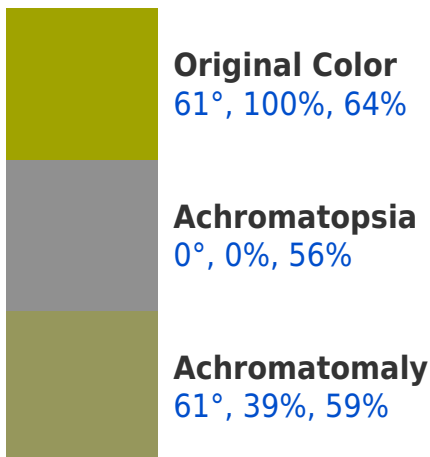 Original Color
61°, 100%, 64%
Achromatopsia
0°, 0%, 56%
Achromatomaly
61°, 39%, 59%